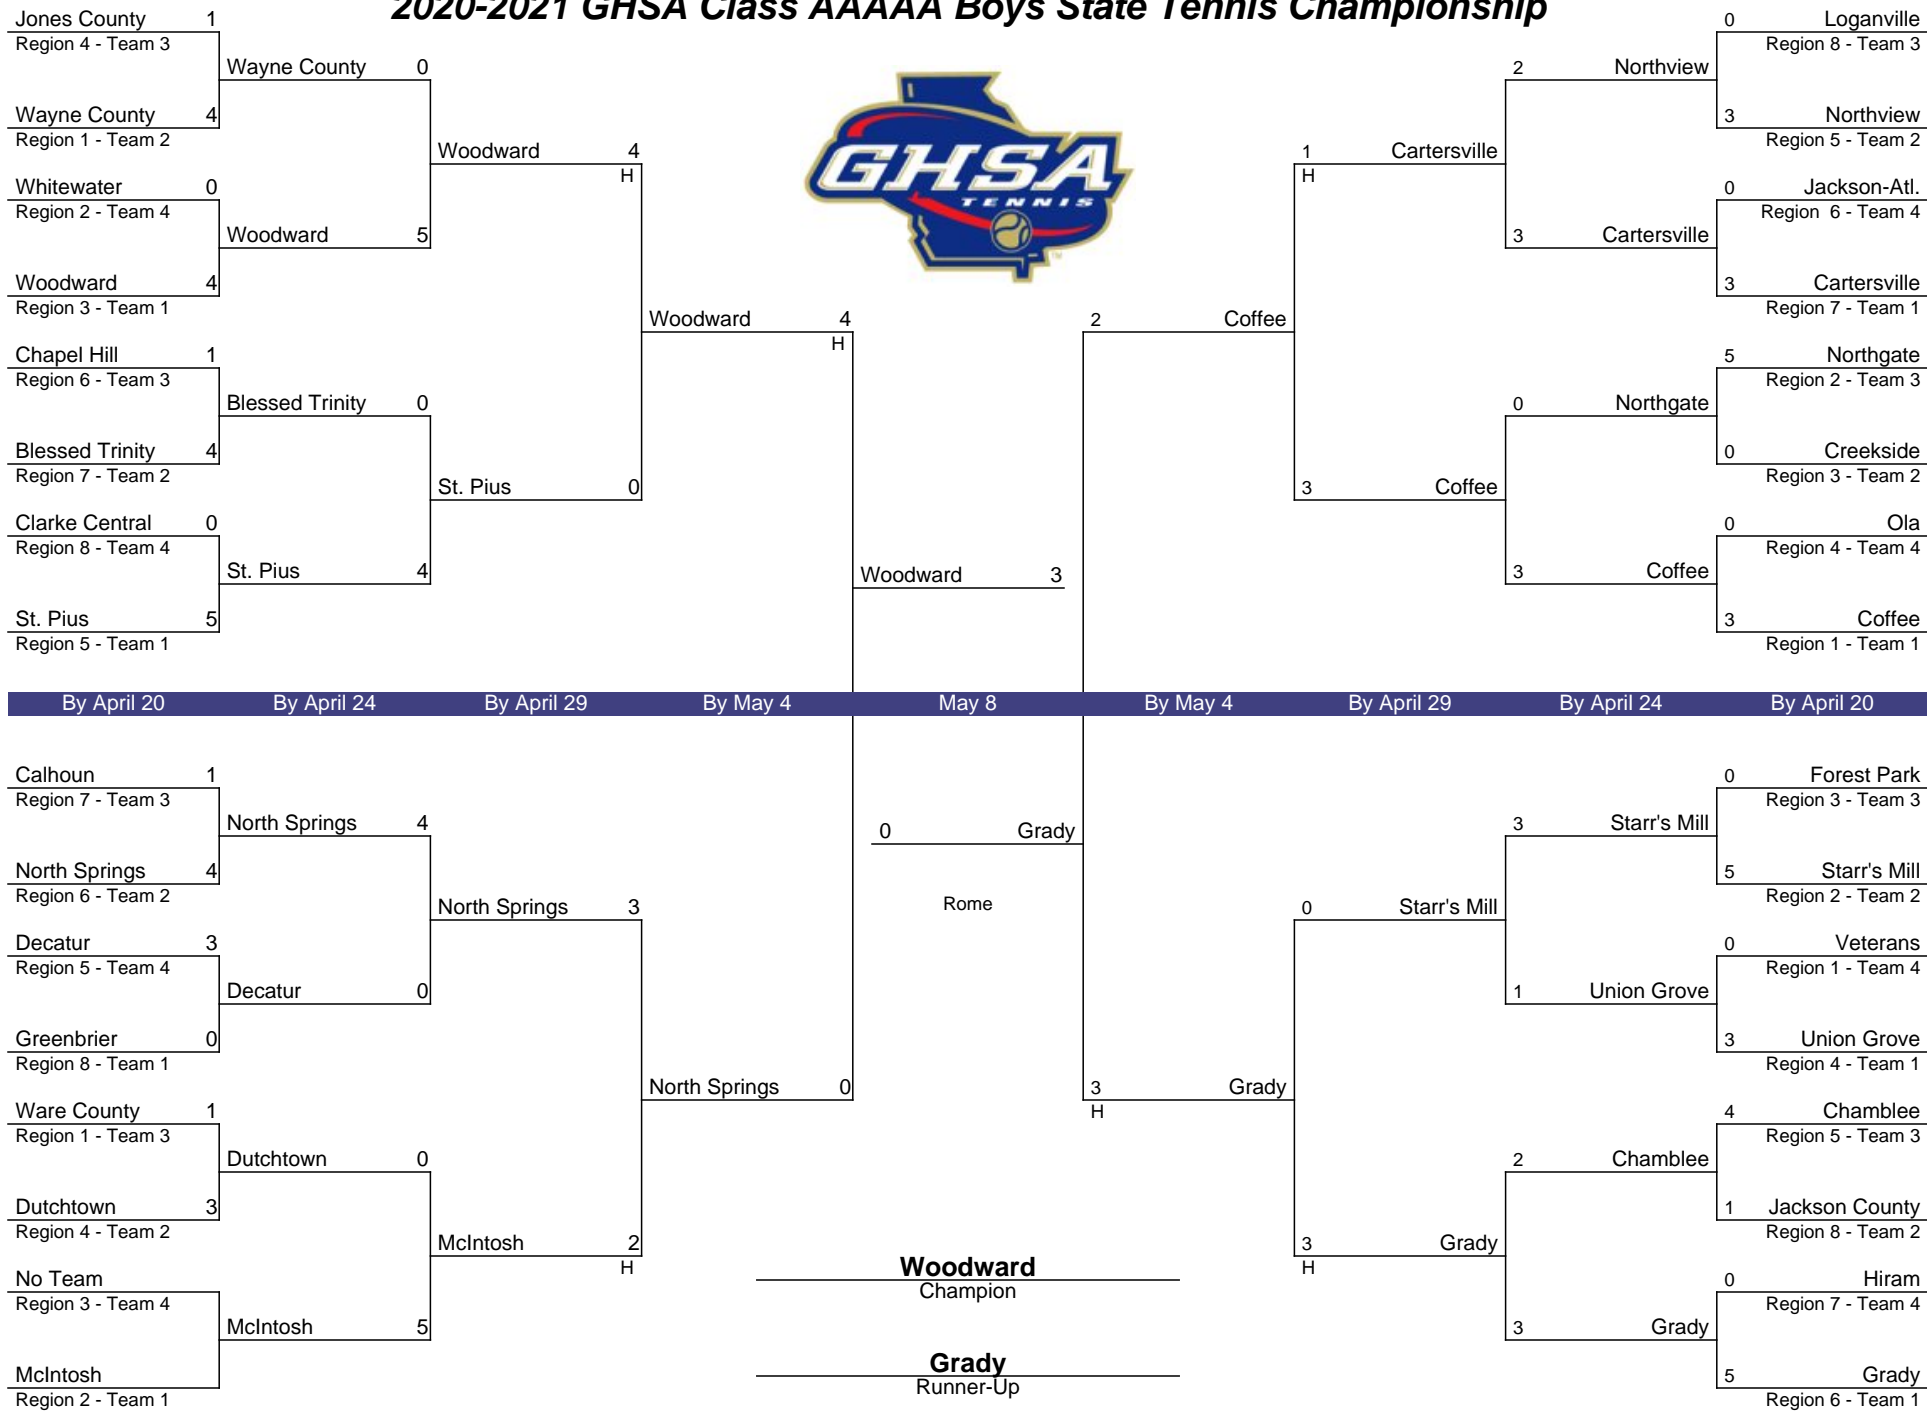 2020-2021 GHSA Class AAAAA Boys State Tennis Championship
GHSA
TENNIS
TM
Jones County 1
Region 4 - Team 3
Wayne County 4
Region 1 - Team 2
Whitewater 0
Region 2 - Team 4
Woodward 4
Region 3 - Team 1
Chapel Hill 1
Region 6 - Team 3
Blessed Trinity 4
Region 7 - Team 2
Clarke Central 0
Region 8 - Team 4
St. Pius 5
Region 5 - Team 1
Wayne County 0
Woodward 5
Blessed Trinity 0
St. Pius 4
Woodward 4
H
St. Pius 0
Woodward 4
H
Woodward 3
2 Coffee
1 Cartersville
H
3 Coffee
2 Northview
3 Cartersville
0 Northgate
3 Coffee
0 Loganville
Region 8 - Team 3
3 Northview
Region 5 - Team 2
0 Jackson-Atl.
Region 6 - Team 4
3 Cartersville
Region 7 - Team 1
5 Northgate
Region 2 - Team 3
0 Creekside
Region 3 - Team 2
0 Ola
Region 4 - Team 4
3 Coffee
Region 1 - Team 1
By April 20 By April 24 By April 29 By May 4 May 8 By May 4 By April 29 By April 24 By April 20
Calhoun 1
Region 7 - Team 3
North Springs 4
Region 6 - Team 2
Decatur 3
Region 5 - Team 4
Greenbrier 0
Region 8 - Team 1
Ware County 1
Region 1 - Team 3
Dutchtown 3
Region 4 - Team 2
No Team
Region 3 - Team 4
McIntosh
Region 2 - Team 1
North Springs 4
Decatur 0
Dutchtown 0
McIntosh 5
North Springs 3
McIntosh 2
H
North Springs 0
0 Grady
Rome
3 Grady
H
0 Starr's Mill
3 Grady
H
3 Starr's Mill
1 Union Grove
2 Chamblee
3 Grady
0 Forest Park
Region 3 - Team 3
5 Starr's Mill
Region 2 - Team 2
0 Veterans
Region 1 - Team 4
3 Union Grove
Region 4 - Team 1
4 Chamblee
Region 5 - Team 3
1 Jackson County
Region 8 - Team 2
0 Hiram
Region 7 - Team 4
5 Grady
Region 6 - Team 1
Woodward
Champion
Grady
Runner-Up